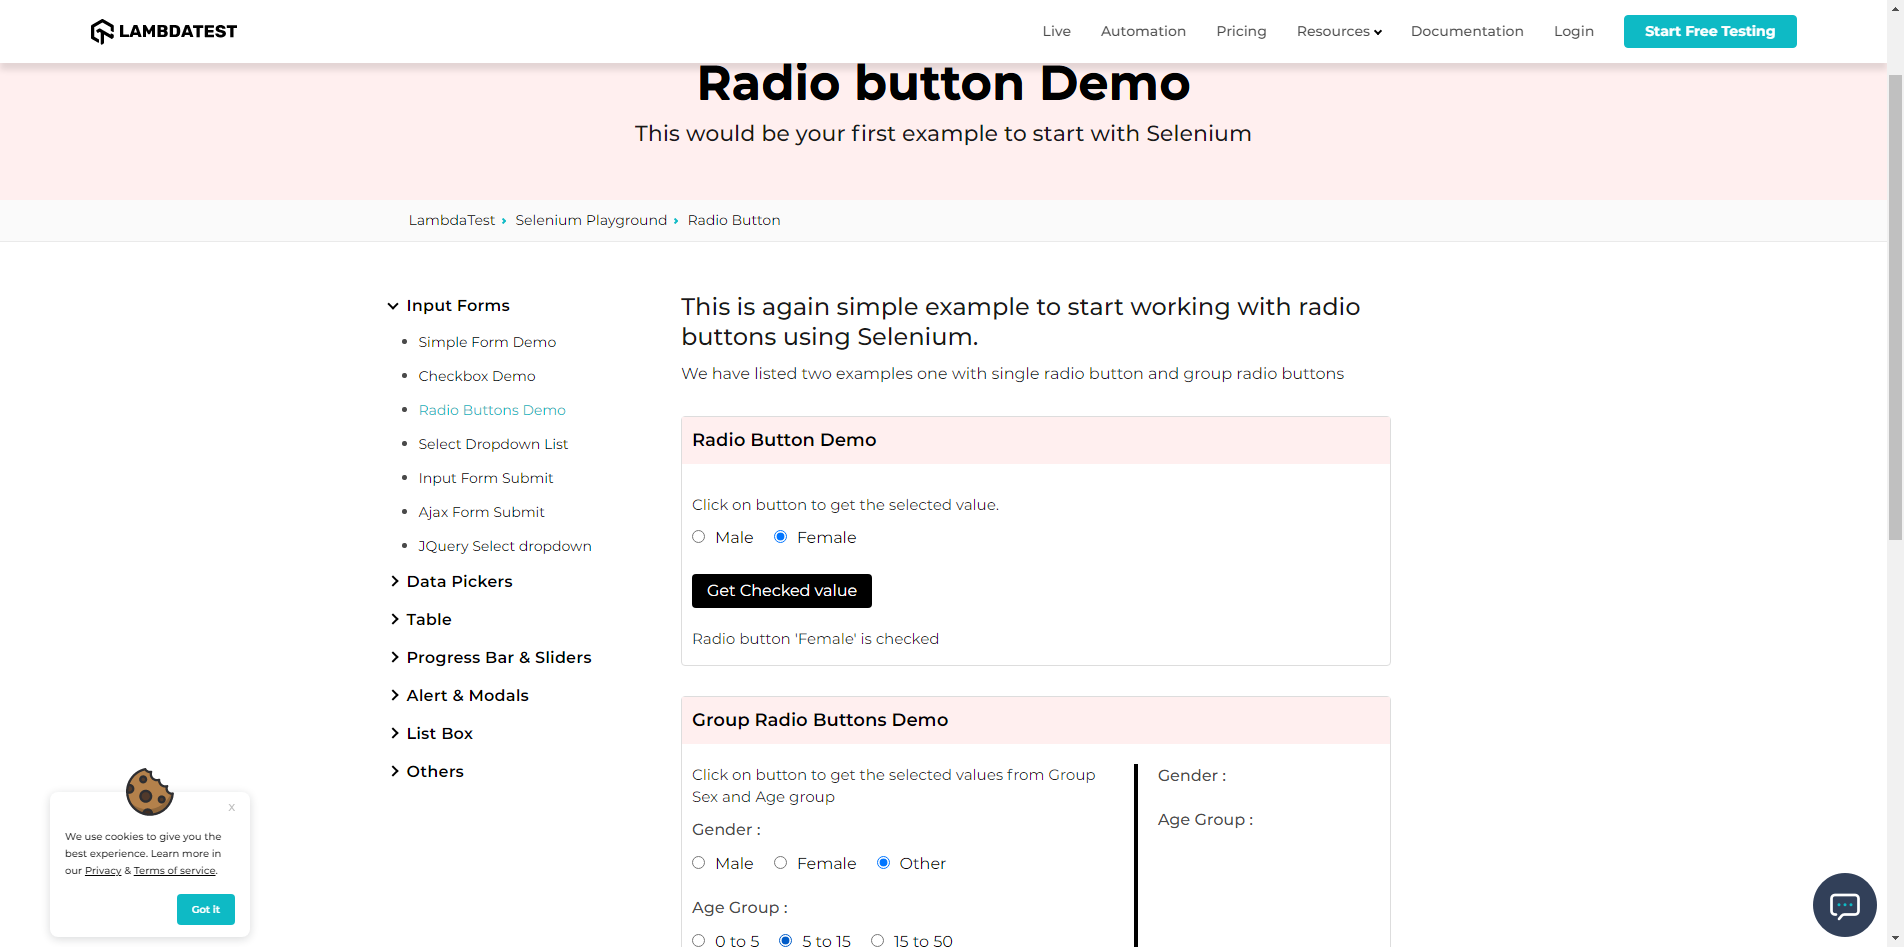 LAMBDATEST
Live Automation Pricing Resources Documentation Login Start Free Testing
Radio button Demo
This would be your first example to start with Selenium
LambdaTest › Selenium Playground › Radio Button
Input Forms
Simple Form Demo
Checkbox Demo
Radio Buttons Demo
Select Dropdown List
Input Form Submit
Ajax Form Submit
JQuery Select dropdown
Data Pickers
Table
Progress Bar & Sliders
Alert & Modals
List Box
Others
This is again simple example to start working with radio
buttons using Selenium.
We have listed two examples one with single radio button and group radio buttons
Radio Button Demo
Click on button to get the selected value.
Male Female
Get Checked value
Radio button 'Female' is checked
Group Radio Buttons Demo
Click on button to get the selected values from Group
Sex and Age group
Gender :
Male Female Other
Age Group :
0 to 5 5 to 15 15 to 50
Gender :
Age Group :
x
We use cookies to give you the
best experience. Learn more in
our Privacy & Terms of service.
Got it